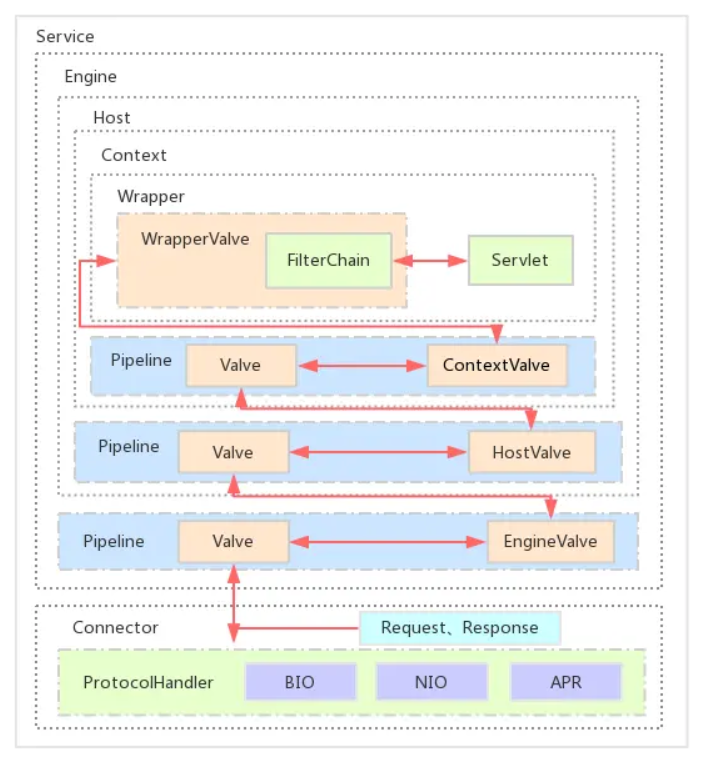 Service
Engine
Host
Context
Wrapper
WrapperValve
FilterChain
Servlet
Pipeline
Valve
ContextValve
Pipeline
Valve
HostValve
Pipeline
Valve
EngineValve
Connector
Request、Response
ProtocolHandler
BIO
NIO
APR